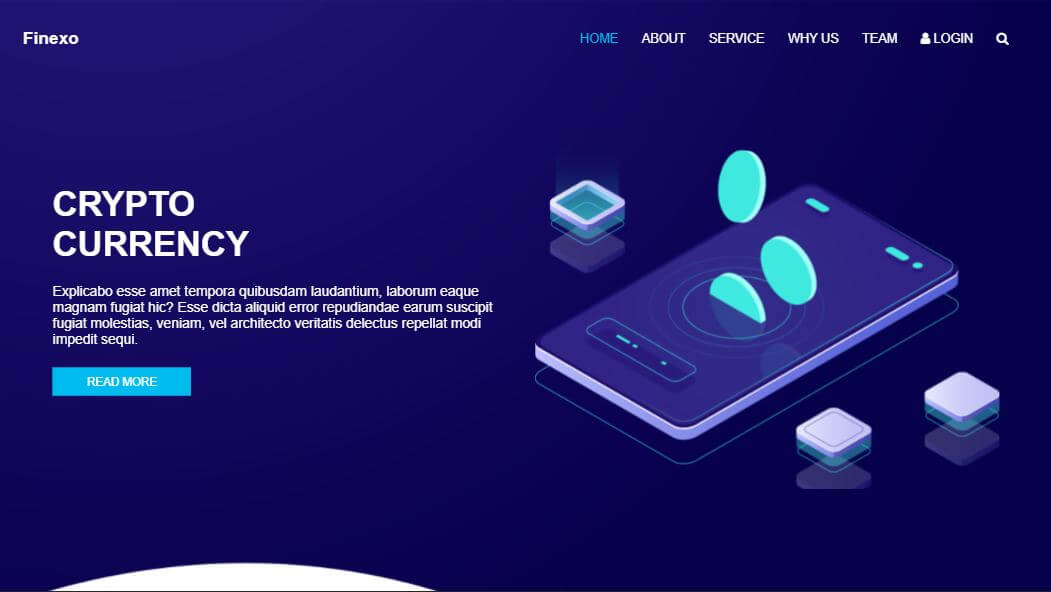 Finexo
HOME ABOUT SERVICE WHY US TEAM LOGIN
CRYPTO
CURRENCY
Explicabo esse amet tempora quibusdam laudantium, laborum eaque
magnam fugiat hic? Esse dicta aliquid error repudiandae earum suscipit
fugiat molestias, veniam, vel architecto veritatis delectus repellat modi
impedit sequi.
READ MORE